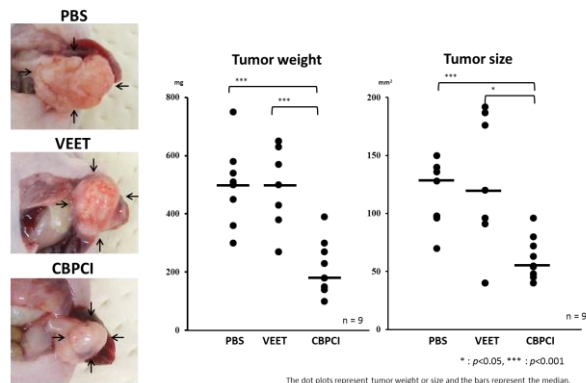 PBS
VEET
CBPCI
Tumor weight
mg
***
***
800
600
400
200
0
PBS VEET CBPCI
n = 9
Tumor size
mm²
***
*
200
150
100
50
0
PBS VEET CBPCI
n = 9
* : p<0.05, *** : p<0.001
The dot plots represent tumor weight or size and the bars represent the median.